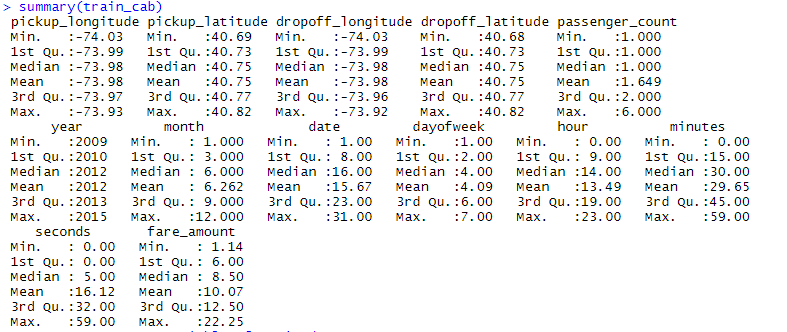 > summary(train_cab)
pickup_longitude pickup_latitude dropoff_longitude dropoff_latitude passenger_count
Min.   :-74.03   Min.   :40.69   Min.   :-74.03    Min.   :40.68    Min.   :1.000
1st Qu.:-73.99   1st Qu.:40.73   1st Qu.:-73.99    1st Qu.:40.73    1st Qu.:1.000
Median :-73.98   Median :40.75   Median :-73.98    Median :40.75    Median :1.000
Mean   :-73.98   Mean   :40.75   Mean   :-73.98    Mean   :40.75    Mean   :1.649
3rd Qu.:-73.97   3rd Qu.:40.77   3rd Qu.:-73.96    3rd Qu.:40.77    3rd Qu.:2.000
Max.   :-73.93   Max.   :40.82   Max.   :-73.92    Max.   :40.82    Max.   :6.000
year          month            date         dayofweek         hour          minutes
Min.   :2009   Min.   : 1.000   Min.   : 1.00   Min.   :1.00   Min.   : 0.00   Min.   : 0.00
1st Qu.:2010   1st Qu.: 3.000   1st Qu.: 8.00   1st Qu.:2.00   1st Qu.: 9.00   1st Qu.:15.00
Median :2012   Median : 6.000   Median :16.00   Median :4.00   Median :14.00   Median :30.00
Mean   :2012   Mean   : 6.262   Mean   :15.67   Mean   :4.09   Mean   :13.49   Mean   :29.65
3rd Qu.:2013   3rd Qu.: 9.000   3rd Qu.:23.00   3rd Qu.:6.00   3rd Qu.:19.00   3rd Qu.:45.00
Max.   :2015   Max.   :12.000   Max.   :31.00   Max.   :7.00   Max.   :23.00   Max.   :59.00
seconds       fare_amount
Min.   : 0.00   Min.   : 1.14
1st Qu.: 0.00   1st Qu.: 6.00
Median : 5.00   Median : 8.50
Mean   :16.12   Mean   :10.07
3rd Qu.:32.00   3rd Qu.:12.50
Max.   :59.00   Max.   :22.25